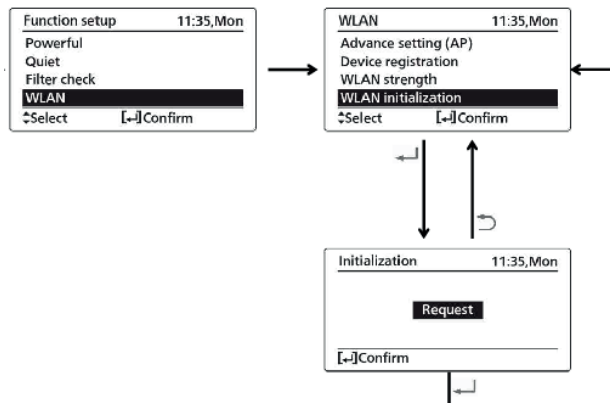 Function setup 11:35,Mon
Powerful
Quiet
Filter check
WLAN
Select [↵]Confirm
WLAN 11:35,Mon
Advance setting (AP)
Device registration
WLAN strength
WLAN initialization
Select [↵]Confirm
Initialization 11:35,Mon
Request
[↵]Confirm